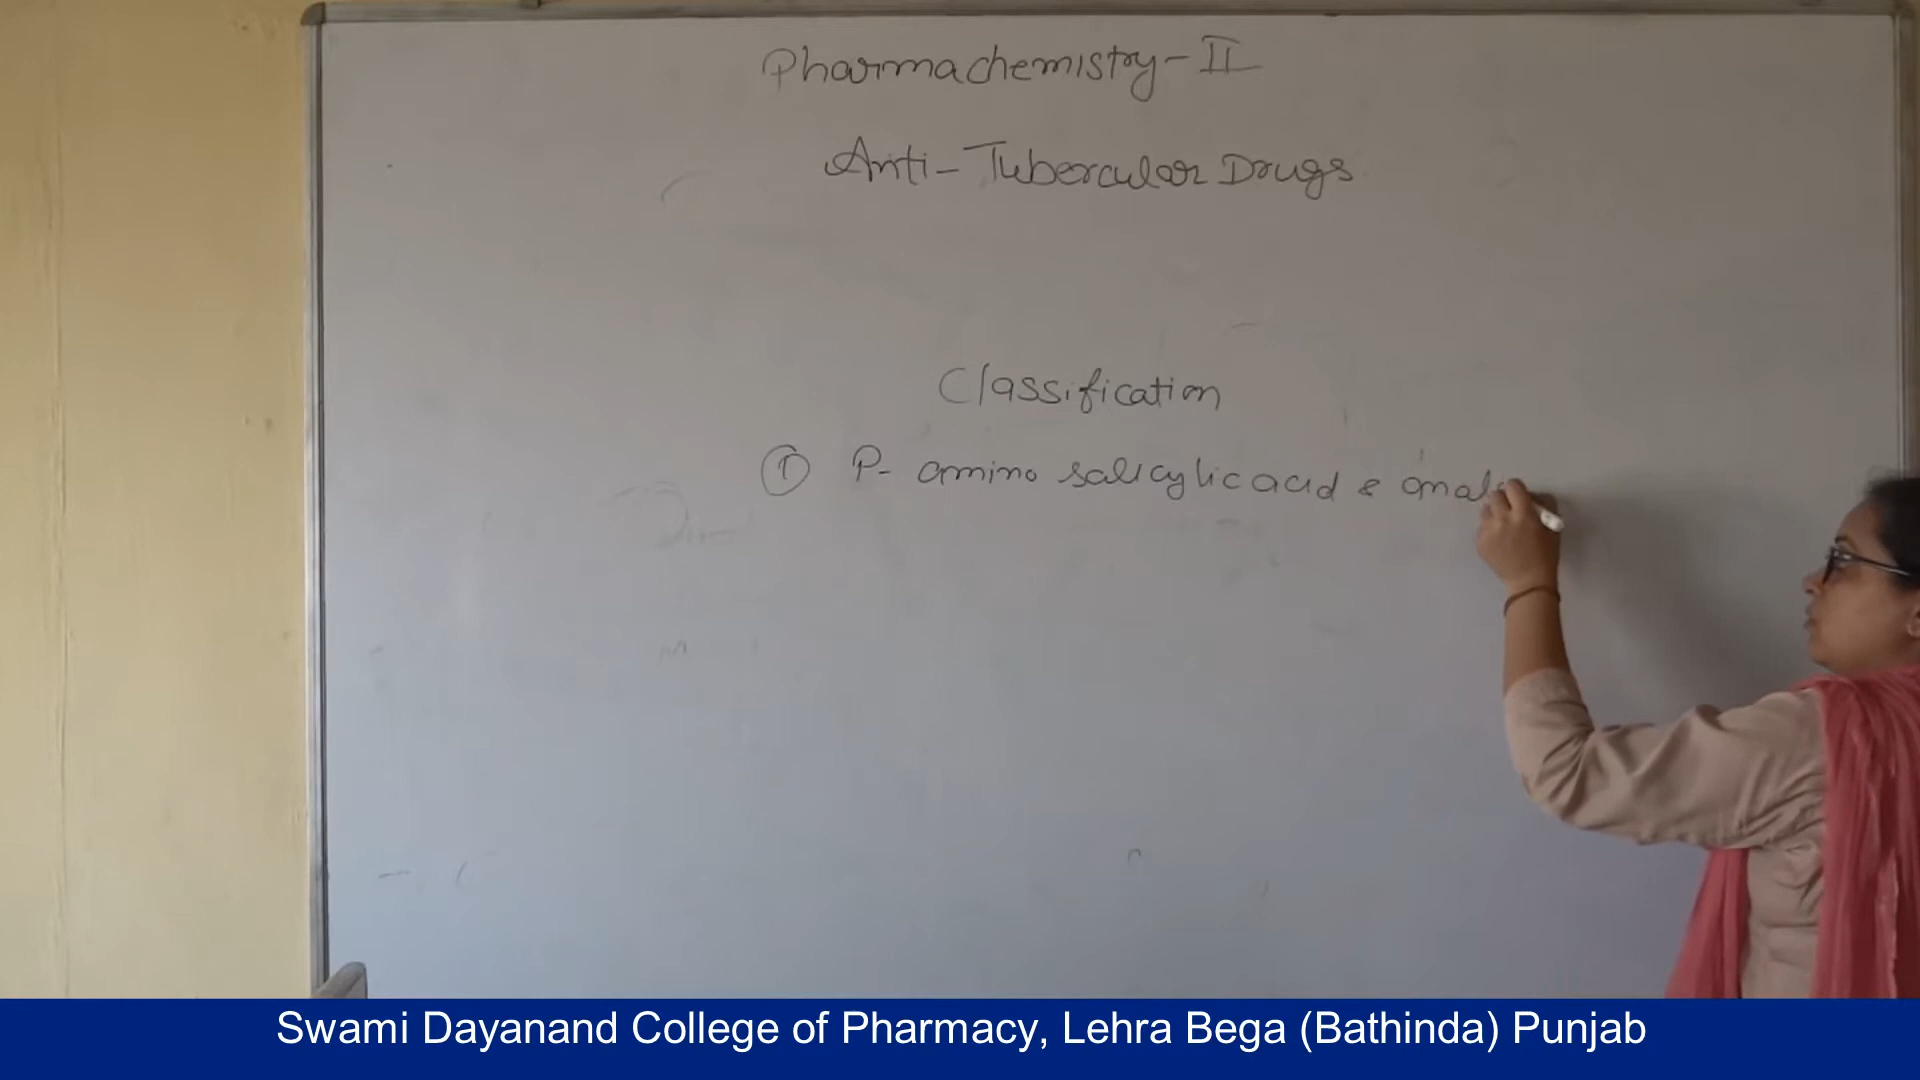 Pharmachemistry-II
Anti-Tubercular Drugs
Classification
① P- amino salicylic acid &
Swami Dayanand College of Pharmacy, Lehra Bega (Bathinda) Punjab